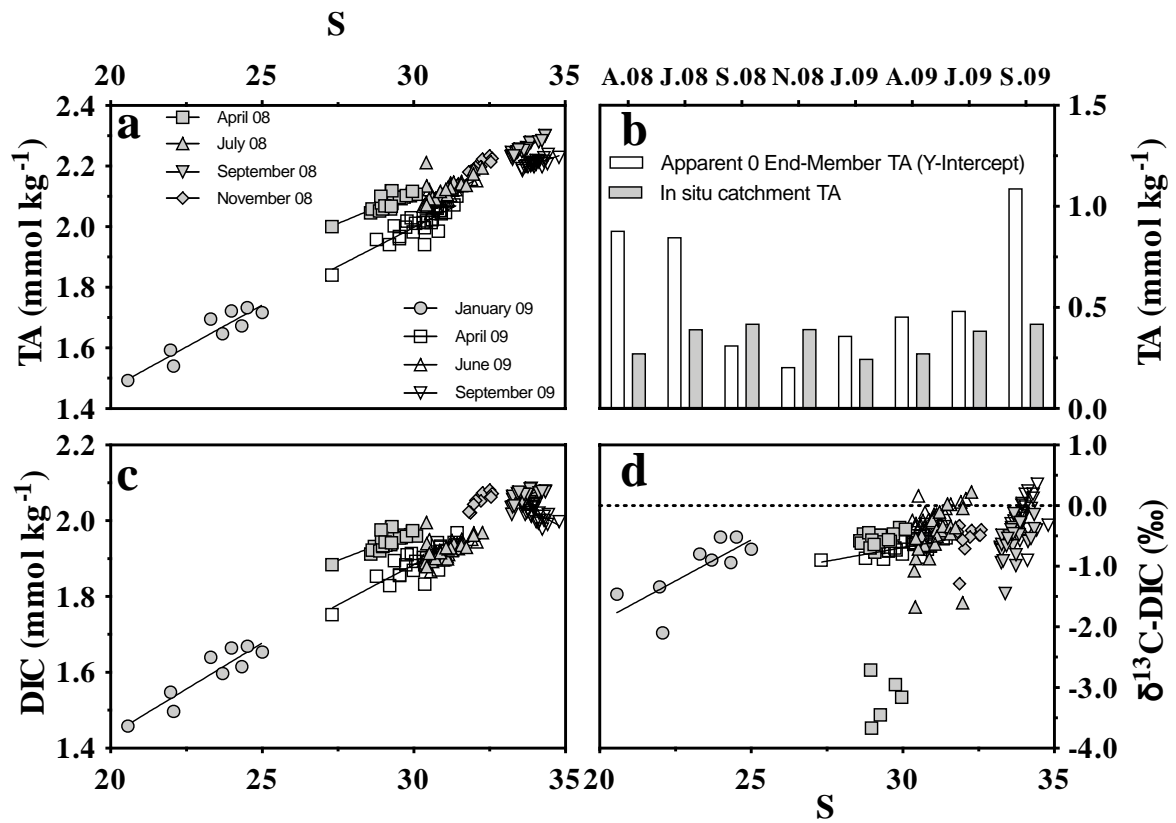 S
20 25 30 35
A.08 J.08 S.08 N.08 J.09 A.09 J.09 S.09
a
April 08
July 08
September 08
November 08
January 09
April 09
June 09
September 09
2.4
2.2
2.0
1.8
1.6
1.4
TA (mmol kg⁻¹)
b
Apparent 0 End-Member TA (Y-Intercept)
In situ catchment TA
1.5
1.0
0.5
0.0
TA (mmol kg⁻¹)
c
2.2
2.0
1.8
1.6
1.4
DIC (mmol kg⁻¹)
20 25 30 35
d
1.0
0.0
-1.0
-2.0
-3.0
-4.0
δ¹³C-DIC (‰)
20 25 30 35
S